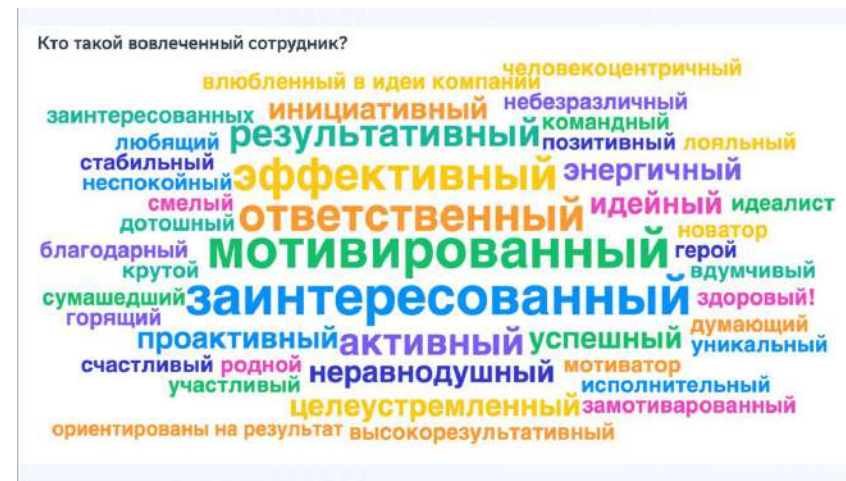 Кто такой вовлеченный сотрудник?
человекоцентричный
влюбленный в идеи компании
заинтересованных инициативный небезразличный
любящий результативный командный
позитивный лояльный
стабильный
неспокойный эффективный энергичный
смелый
дотошный ответственный идейный идеалист
новатор
благодарный мотивированный герой
крутой вдумчивый
сумашедший заинтересованный здоровый!
горящий
проактивный активный успешный думающий
уникальный
счастливый родной неравнодушный мотиватор
участливый исполнительный
целеустремленный замотиварованный
ориентированы на результат высокорезультативный